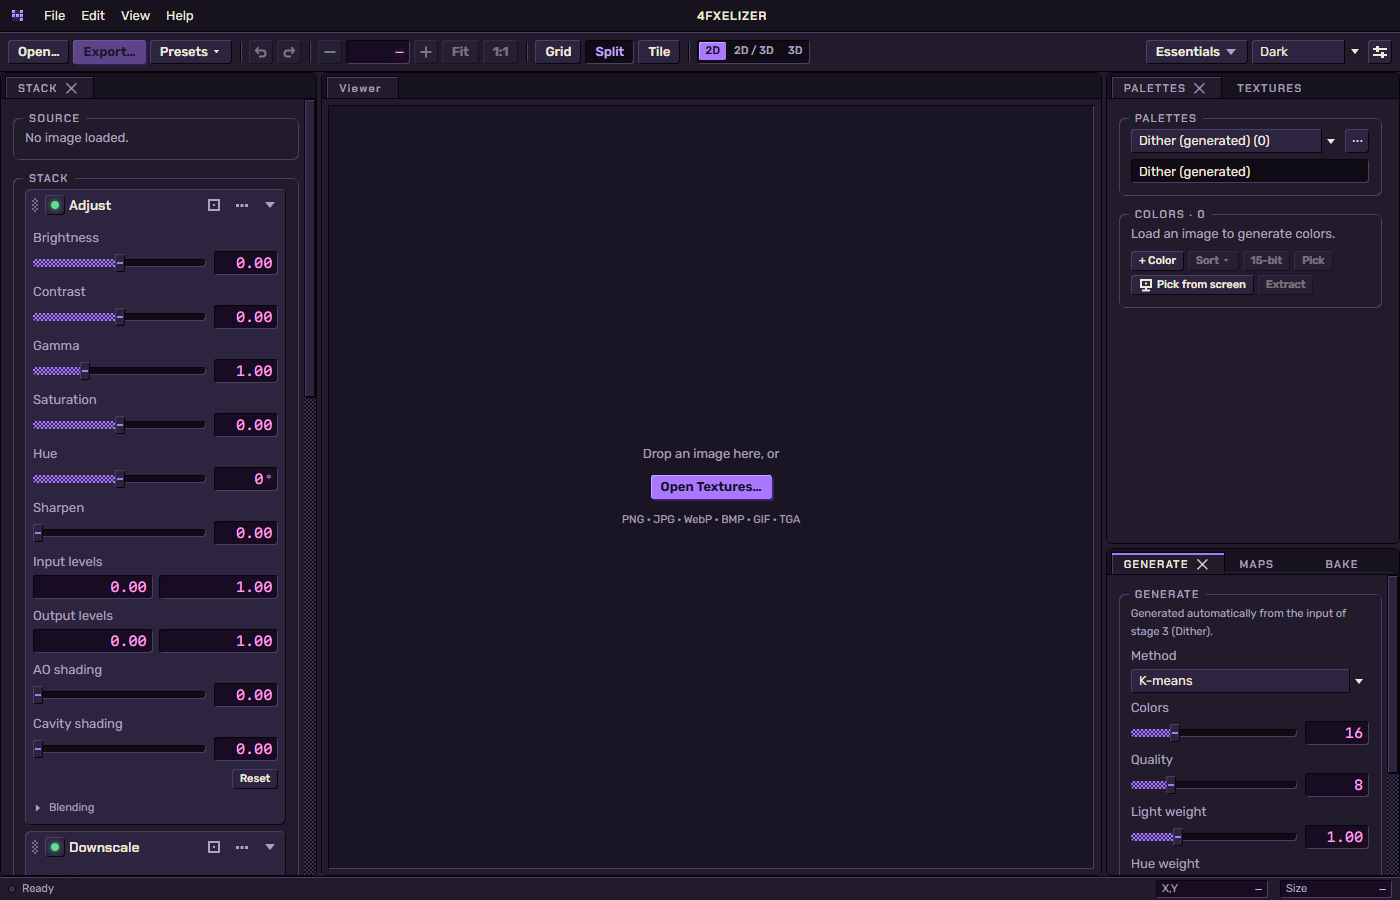 File Edit View Help
4FXELIZER
Open... Export... Presets
Fit 1:1 Grid Split Tile 2D 2D / 3D 3D
Essentials Dark
STACK
SOURCE
No image loaded.
STACK
Adjust
Brightness
0.00
Contrast
0.00
Gamma
1.00
Saturation
0.00
Hue
0°
Sharpen
0.00
Input levels
0.00 1.00
Output levels
0.00 1.00
AO shading
0.00
Cavity shading
0.00
Reset
Blending
Downscale
Viewer
Drop an image here, or
Open Textures...
PNG • JPG • WebP • BMP • GIF • TGA
PALETTES TEXTURES
PALETTES
Dither (generated) (0)
Dither (generated)
COLORS · 0
Load an image to generate colors.
+ Color Sort 15-bit Pick
Pick from screen Extract
GENERATE MAPS BAKE
GENERATE
Generated automatically from the input of
stage 3 (Dither).
Method
K-means
Colors
16
Quality
8
Light weight
1.00
Hue weight
Ready
X,Y – Size –